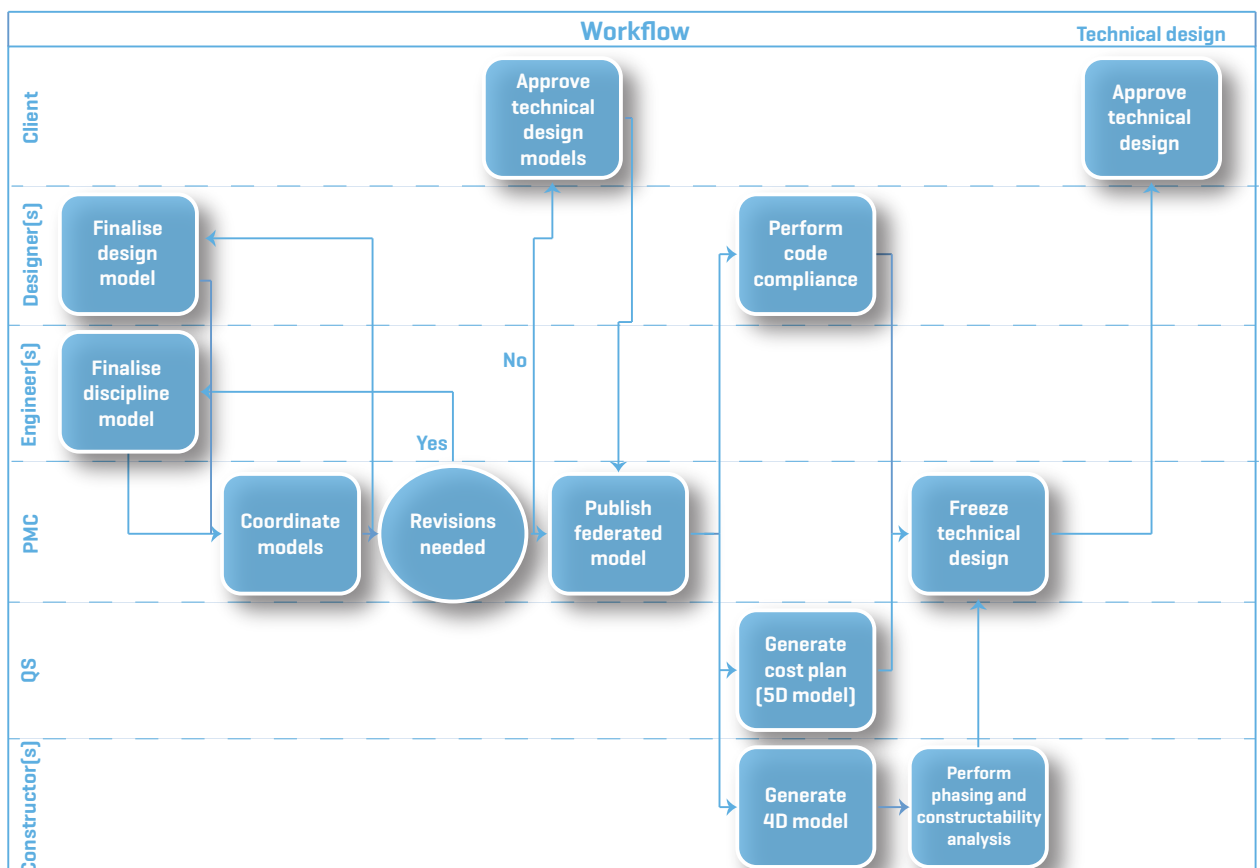 Workflow
Technical design
Client
Approve
technical
design
models
Approve
technical
design
Designer(s)
Finalise
design
model
Perform
code
compliance
Engineer(s)
Finalise
discipline
model
No
Yes
PMC
Coordinate
models
Revisions
needed
Publish
federated
model
Freeze
technical
design
QS
Generate
cost plan
(5D model)
Constructor(s)
Generate
4D model
Perform
phasing and
constructability
analysis